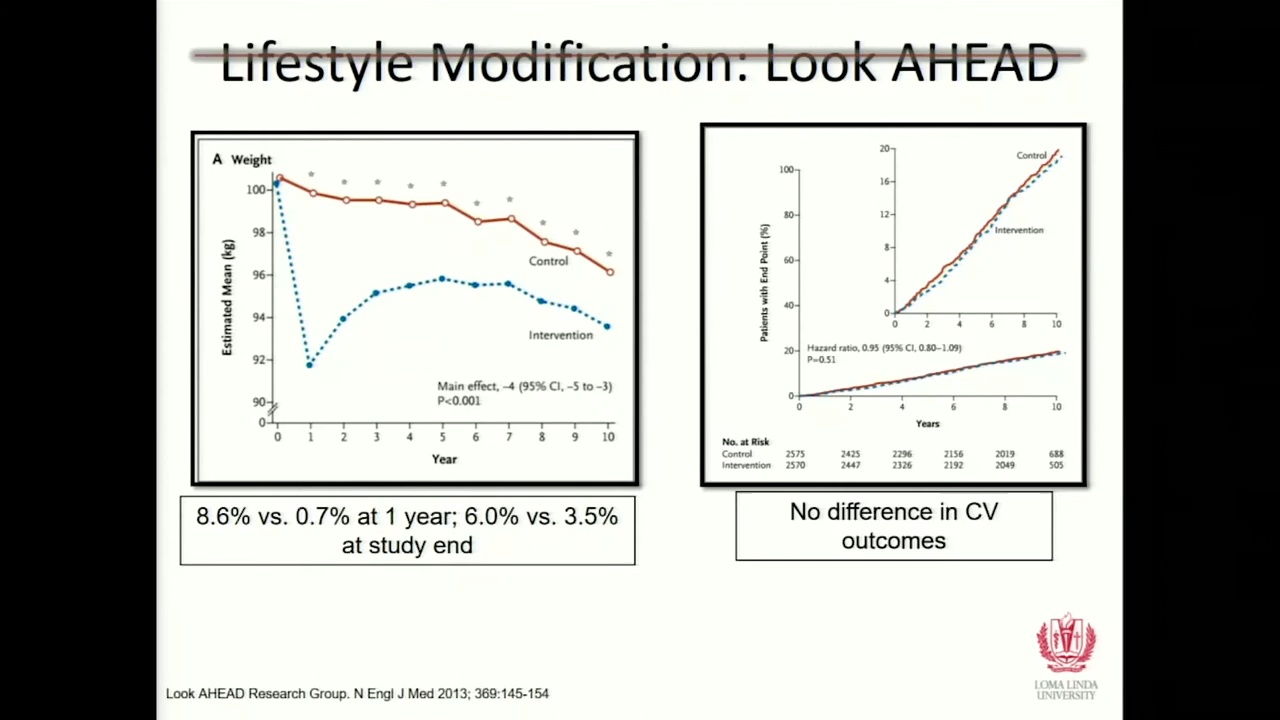 Lifestyle Modification: Look AHEAD
A Weight
Estimated Mean (kg)
100
98
96
94
92
90
0
* * * * * * * * * *
Control
Intervention
Main effect, –4 (95% CI, –5 to –3)
P<0.001
0 1 2 3 4 5 6 7 8 9 10
Year
8.6% vs. 0.7% at 1 year; 6.0% vs. 3.5%
at study end
Patients with End Point (%)
100
80
60
40
20
0
20
16
12
8
4
0
Control
Intervention
0 2 4 6 8 10
Hazard ratio, 0.95 (95% CI, 0.80–1.09)
P=0.51
0 2 4 6 8 10
Years
No. at Risk
Control 2575 2425 2296 2156 2019 688
Intervention 2570 2447 2326 2192 2049 505
No difference in CV
outcomes
Look AHEAD Research Group. N Engl J Med 2013; 369:145-154
LOMA LINDA
UNIVERSITY